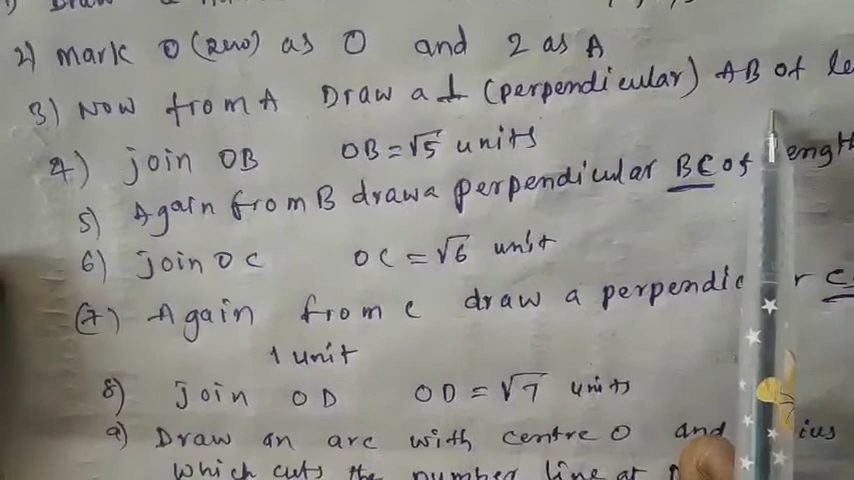 1) Draw a
2) Mark 0 (zero) as O and 2 as A
3) Now from A Draw a ⊥ (perpendicular) AB of le
4) join OB OB = √5 units
5) Again from B draw a perpendicular BC of length
6) join OC OC = √6 unit
(7) Again from C draw a perpendic r C
1 unit
8) join OD OD = √7 units
9) Draw an arc with centre O and ius
which cuts the number line at